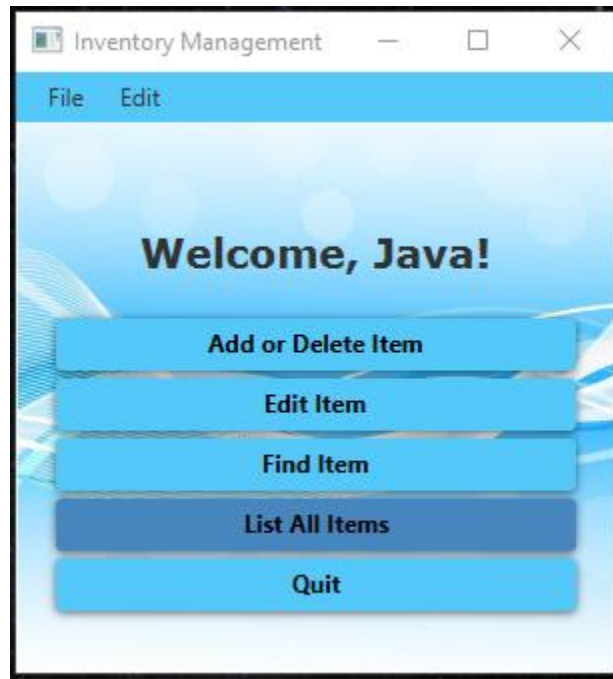 Inventory Management
File Edit
Welcome, Java!
Add or Delete Item
Edit Item
Find Item
List All Items
Quit